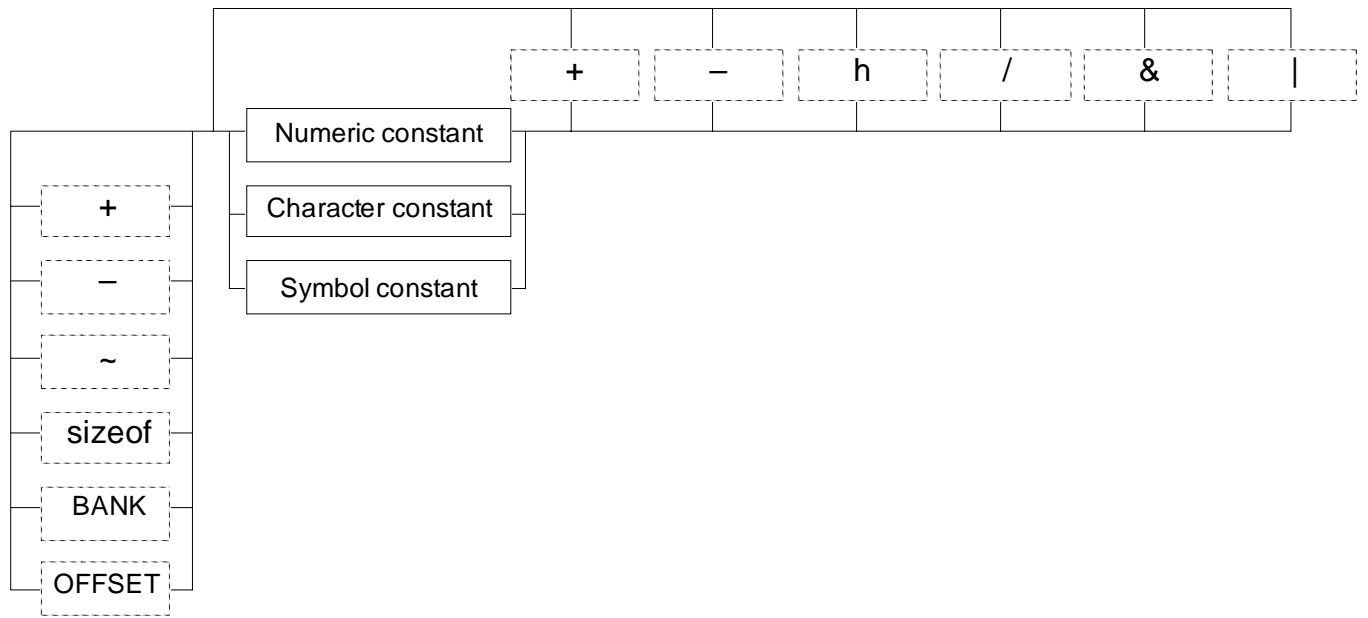 + – h / & |
Numeric constant
+
Character constant
–
Symbol constant
~
sizeof
BANK
OFFSET